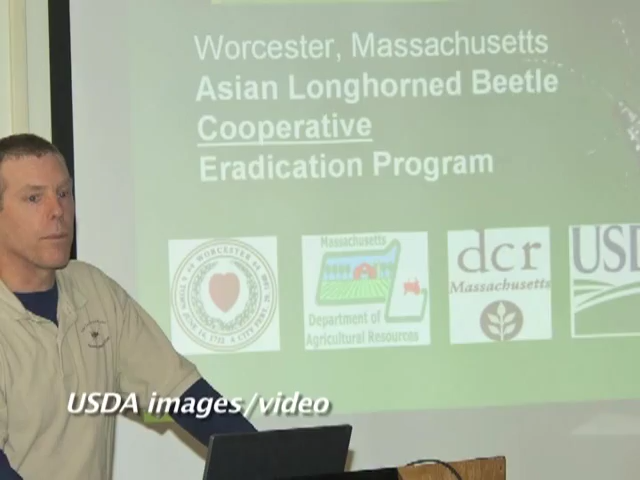 Worcester, Massachusetts
Asian Longhorned Beetle
Cooperative
Eradication Program
Massachusetts
Department of
Agricultural Resources
dcr
Massachusetts
USD
USDA images/video